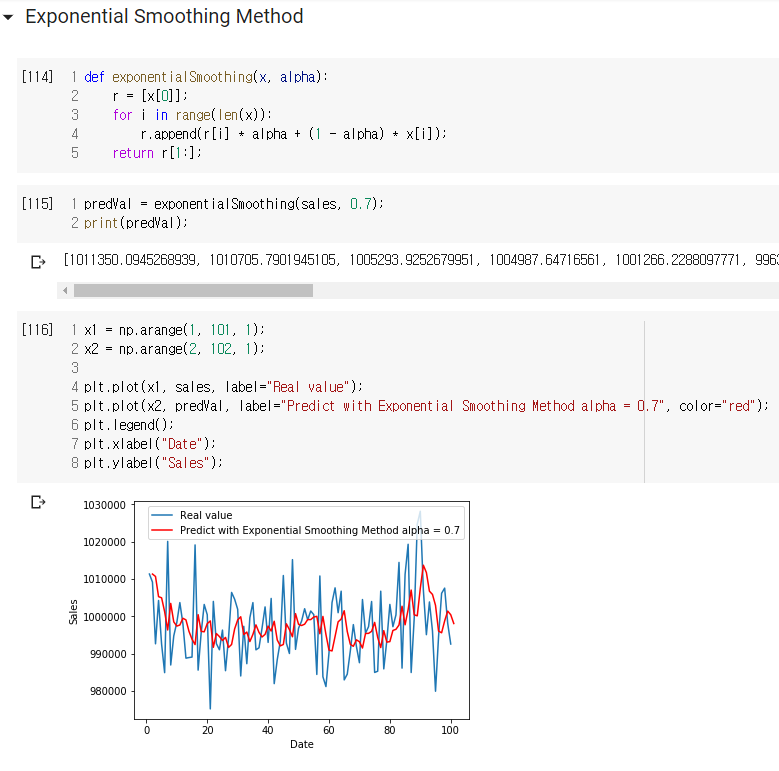 Exponential Smoothing Method
[114] 1 def exponentialSmoothing(x, alpha):
2 r = [x[0]];
3 for i in range(len(x)):
4 r.append(r[i] * alpha + (1 - alpha) * x[i]);
5 return r[1:];
[115] 1 predVal = exponentialSmoothing(sales, 0.7);
2 print(predVal);
[1011350.0945268939, 1010705.7901945105, 1005293.9252679951, 1004987.64716561, 1001266.2288097771, 996
[116] 1 x1 = np.arange(1, 101, 1);
2 x2 = np.arange(2, 102, 1);
3
4 plt.plot(x1, sales, label="Real value");
5 plt.plot(x2, predVal, label="Predict with Exponential Smoothing Method alpha = 0.7", color="red");
6 plt.legend();
7 plt.xlabel("Date");
8 plt.ylabel("Sales");
1030000
Real value
Predict with Exponential Smoothing Method alpha = 0.7
1020000
1010000
1000000
990000
980000
Sales
0 20 40 60 80 100
Date